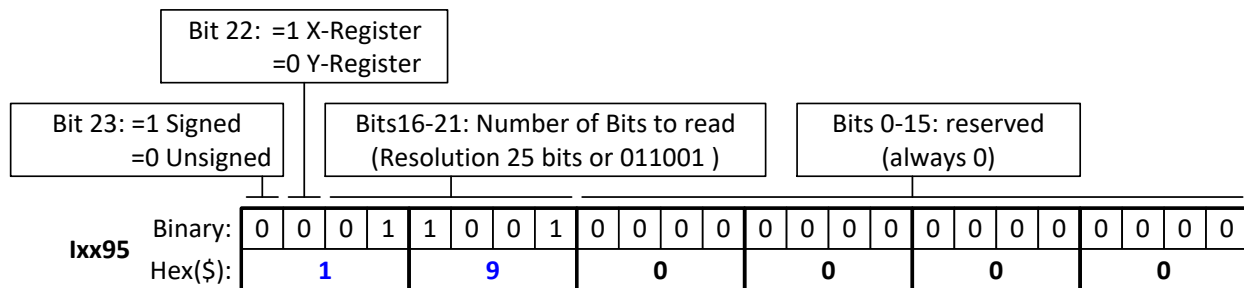 Bit 22: =1 X-Register
=0 Y-Register
Bit 23: =1 Signed
=0 Unsigned
Bits16-21: Number of Bits to read
(Resolution 25 bits or 011001 )
Bits 0-15: reserved
(always 0)
Ixx95
Binary: 0 0 0 1 1 0 0 1 0 0 0 0 0 0 0 0 0 0 0 0 0 0 0 0
Hex($): 1 9 0 0 0 0